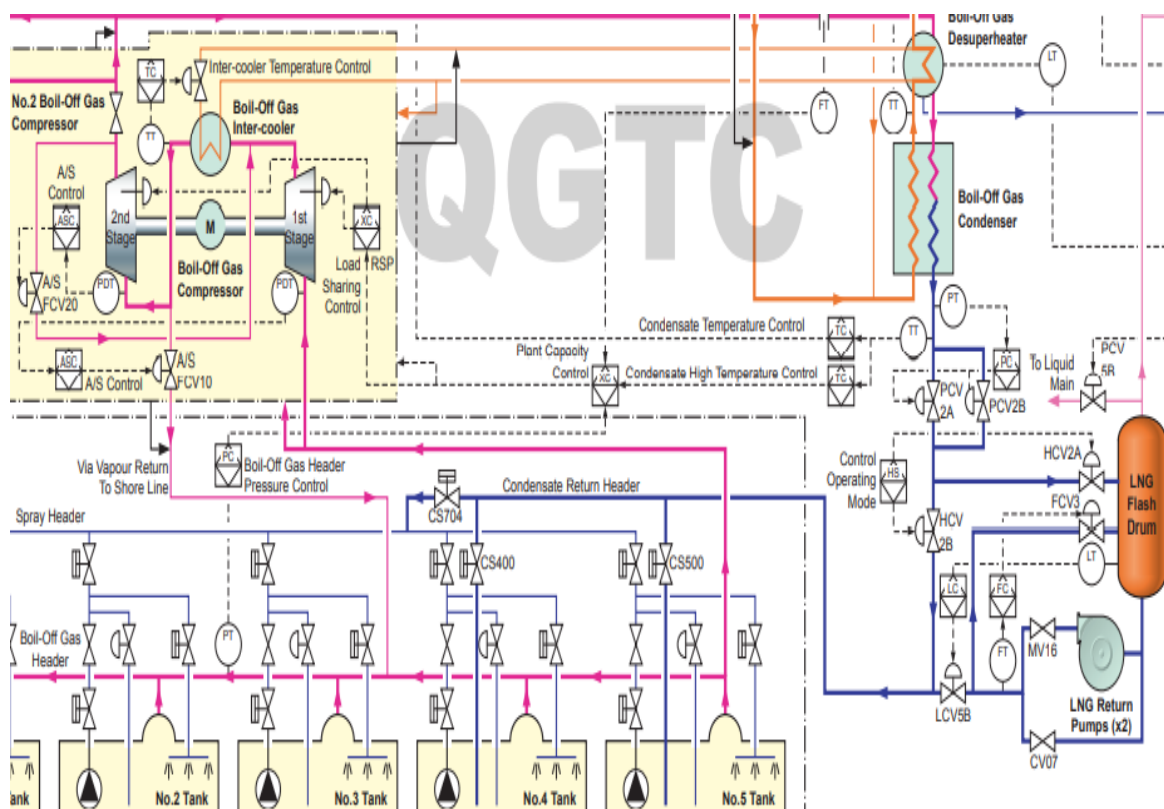 Boil-Off Gas
Desuperheater
LT
TC
Inter-cooler Temperature Control
No.2 Boil-Off Gas
Compressor
Boil-Off Gas
Inter-cooler
TT
FT
TT
QGTC
A/S
Control
ASC
2nd
Stage
M
1st
Stage
XC
RSP
Load
Sharing
Control
Boil-Off Gas
Compressor
Boil-Off Gas
Condenser
PDT
PDT
A/S
FCV20
PT
TT
Condensate Temperature Control
TC
Plant Capacity
Control
XC
Condensate High Temperature Control
TC
PC
To Liquid
Main
PCV
5B
ASC
A/S Control
A/S
FCV10
PCV
2A
PCV2B
Via Vapour Return
To Shore Line
PC
Boil-Off Gas Header
Pressure Control
Condensate Return Header
CS704
Control
Operating
Mode
HS
HCV2A
LNG
Flash
Drum
FCV3
HCV
2B
Spray Header
CS400
CS500
LT
LC
FC
Boil-Off Gas
Header
PT
FT
MV16
LCV5B
LNG Return
Pumps (x2)
CV07
Tank
No.2 Tank
No.3 Tank
No.4 Tank
No.5 Tank